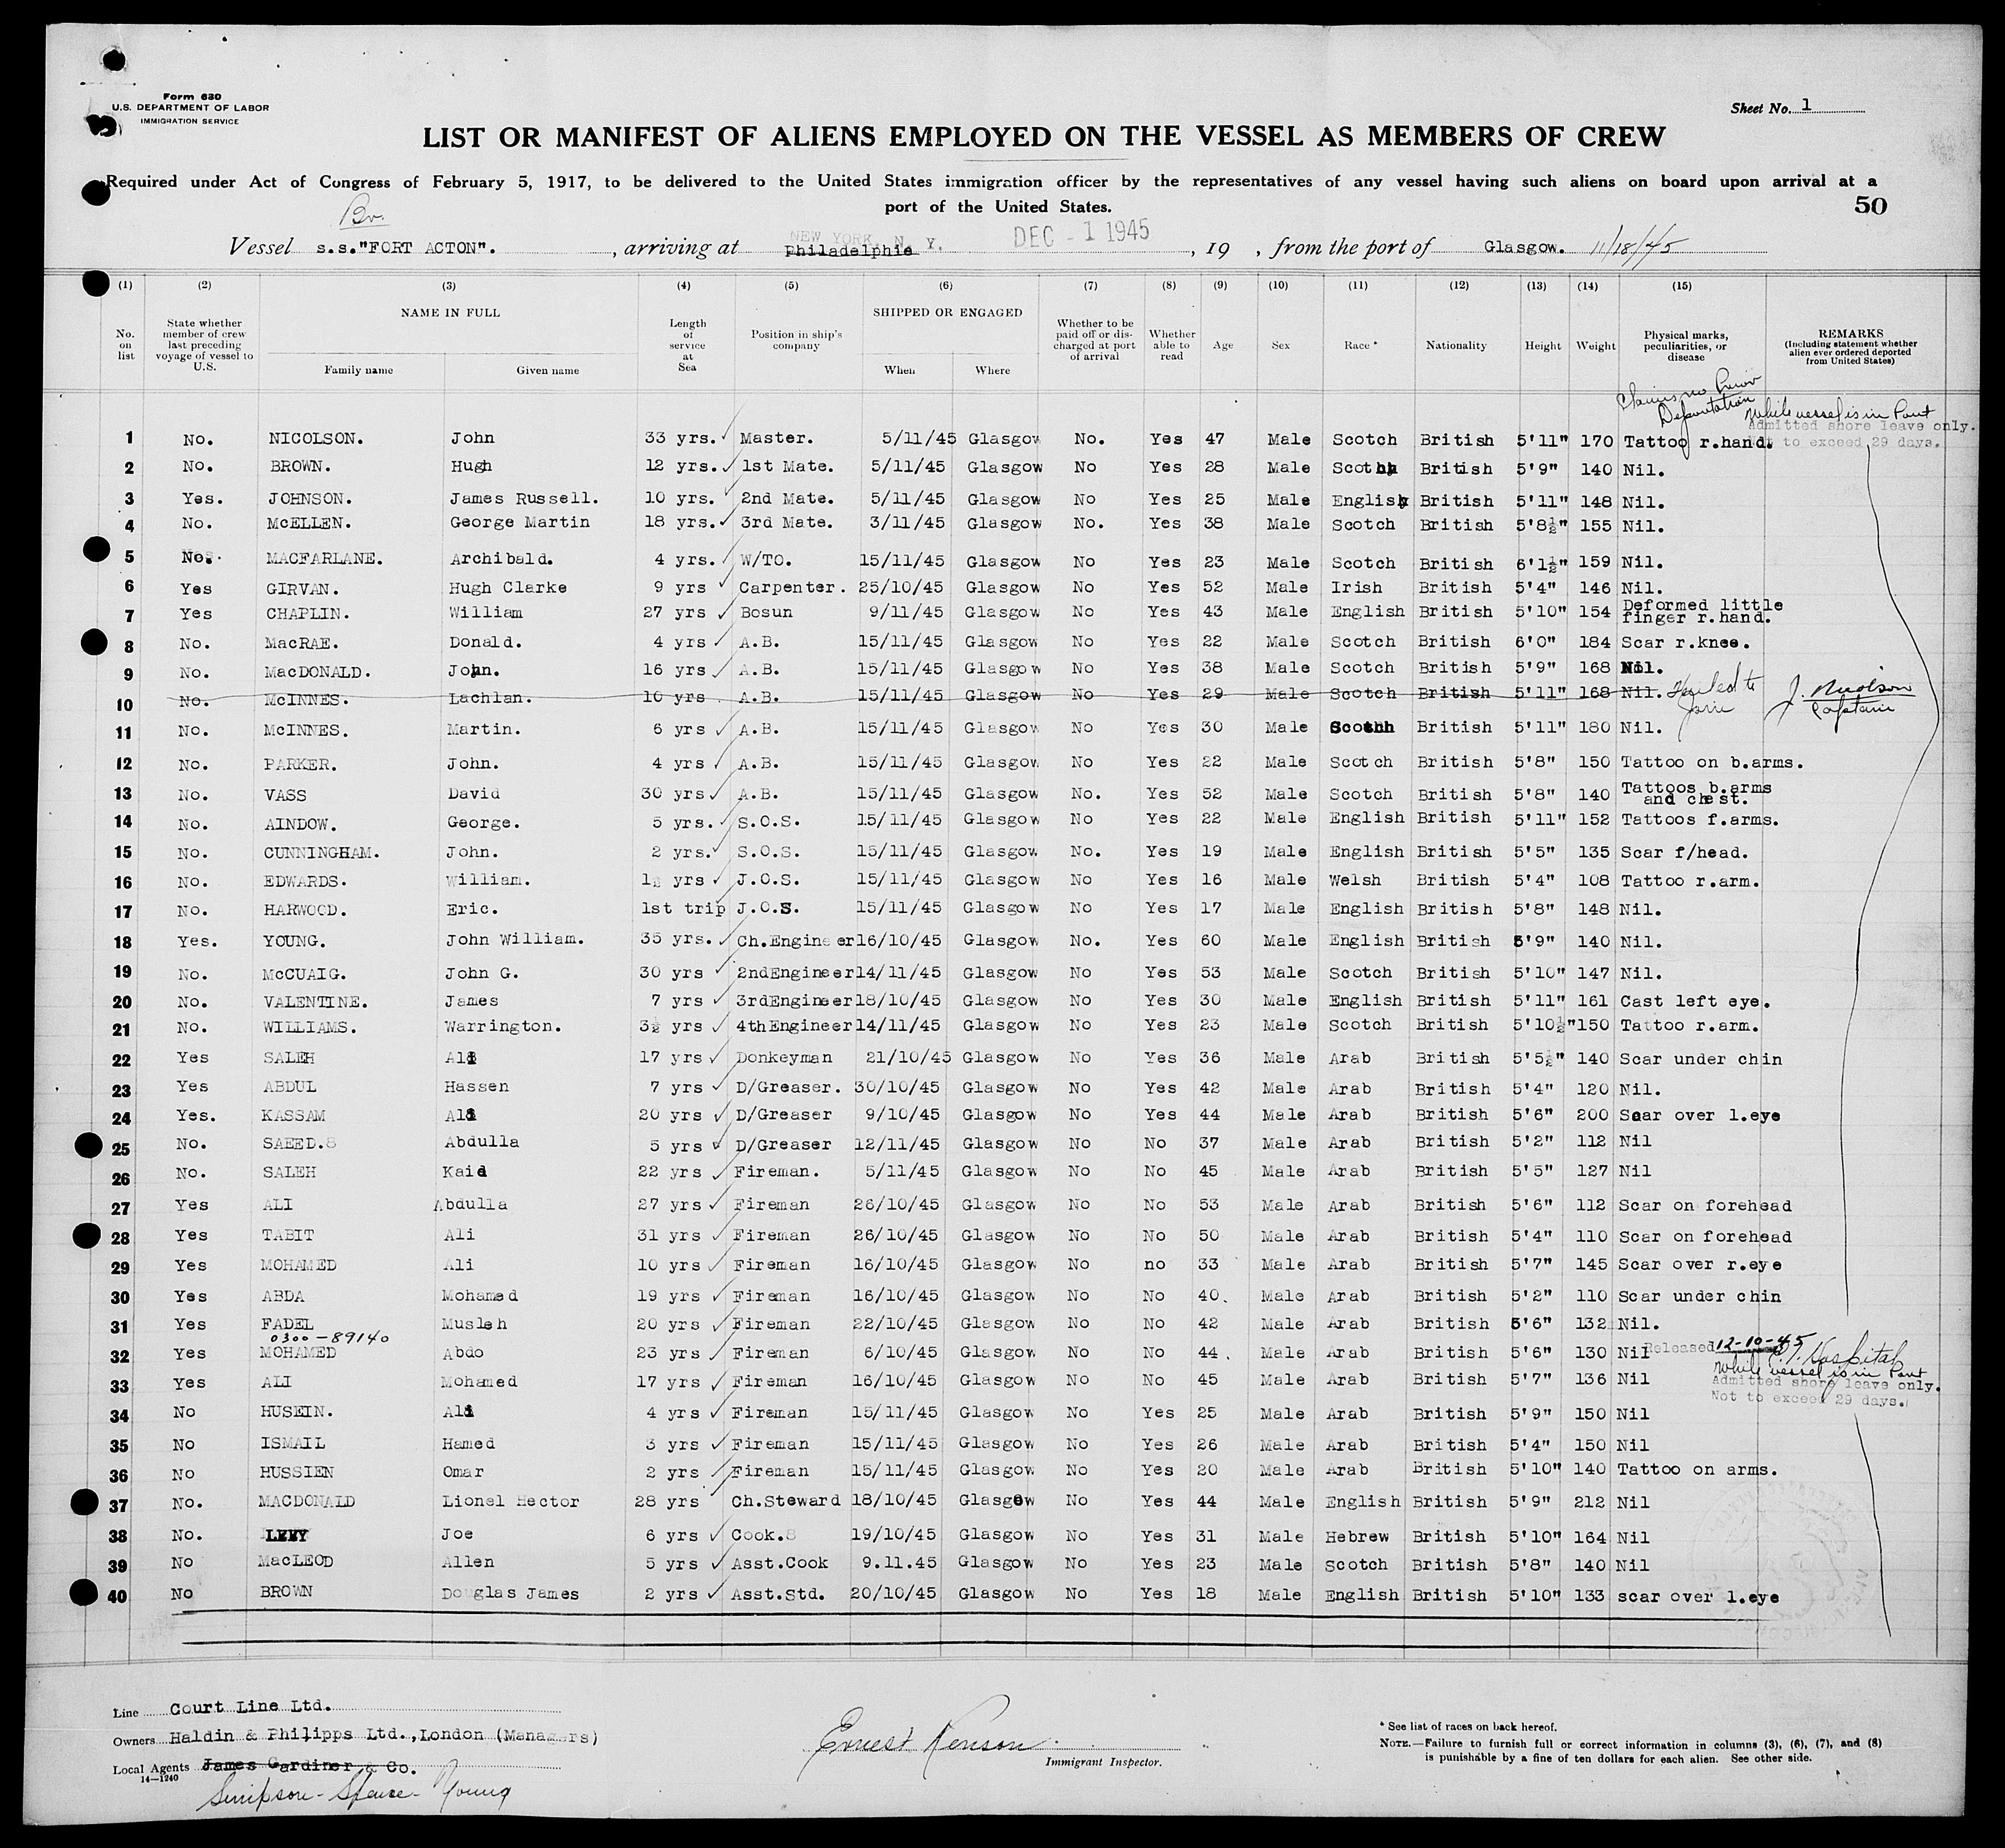 Form 630
U.S. DEPARTMENT OF LABOR
IMMIGRATION SERVICE
Sheet No. 1
LIST OR MANIFEST OF ALIENS EMPLOYED ON THE VESSEL AS MEMBERS OF CREW
Required under Act of Congress of February 5, 1917, to be delivered to the United States immigration officer by the representatives of any vessel having such aliens on board upon arrival at a
port of the United States.
50
Br.
NEW YORK, N. Y. DEC - 1 1945
Vessel s.s."FORT ACTON". , arriving at Philadelphia , 19 , from the port of Glasgow. 11/18/45
(1) (2) (3) (4) (5) (6) (7) (8) (9) (10) (11) (12) (13) (14) (15)
No. on list State whether member of crew last preceding voyage of vessel to U.S. NAME IN FULL Family name Given name Length of service at Sea Position in ship's company SHIPPED OR ENGAGED When Where Whether to be paid off or discharged at port of arrival Whether able to read Age Sex Race * Nationality Height Weight Physical marks, peculiarities, or disease REMARKS (Including statement whether alien ever ordered deported from United States)
Claims no Prior
Deportation
While vessel is in Port
Admitted shore leave only.
Not to exceed 29 days.
1 No. NICOLSON. John 33 yrs. Master. 5/11/45 Glasgow No. Yes 47 Male Scotch British 5'11" 170 Tattoo r.hand.
2 No. BROWN. Hugh 12 yrs. 1st Mate. 5/11/45 Glasgow No Yes 28 Male Scotch British 5'9" 140 Nil.
3 Yes. JOHNSON. James Russell. 10 yrs. 2nd Mate. 5/11/45 Glasgow No Yes 25 Male English British 5'11" 148 Nil.
4 No. McELLEN. George Martin 18 yrs. 3rd Mate. 3/11/45 Glasgow No. Yes 38 Male Scotch British 5'8½" 155 Nil.
5 No. MACFARLANE. Archibald. 4 yrs. W/TO. 15/11/45 Glasgow No Yes 23 Male Scotch British 6'1½" 159 Nil.
6 Yes GIRVAN. Hugh Clarke 9 yrs Carpenter. 25/10/45 Glasgow No Yes 52 Male Irish British 5'4" 146 Nil.
7 Yes CHAPLIN. William 27 yrs Bosun 9/11/45 Glasgow No Yes 43 Male English British 5'10" 154 Deformed little
finger r.hand.
8 No. MacRAE. Donald. 4 yrs A.B. 15/11/45 Glasgow No Yes 22 Male Scotch British 6'0" 184 Scar r.knee.
9 No. MacDONALD. John. 16 yrs A.B. 15/11/45 Glasgow No Yes 38 Male Scotch British 5'9" 168 Nil.
10 No. McINNES. Lachlan. 10 yrs A.B. 15/11/45 Glasgow No Yes 29 Male Scotch British 5'11" 168 Nil. Failed to J. Nicolson
Join Captain
11 No. McINNES. Martin. 6 yrs A.B. 15/11/45 Glasgow No Yes 30 Male Scotch British 5'11" 180 Nil.
12 No. PARKER. John. 4 yrs A.B. 15/11/45 Glasgow No Yes 22 Male Scotch British 5'8" 150 Tattoo on b.arms.
13 No. VASS David 30 yrs A.B. 15/11/45 Glasgow No. Yes 52 Male Scotch British 5'8" 140 Tattoos b.arms
and chest.
14 No. AINDOW. George. 5 yrs. S.O.S. 15/11/45 Glasgow No Yes 22 Male English British 5'11" 152 Tattoos f.arms.
15 No. CUNNINGHAM. John. 2 yrs. S.O.S. 15/11/45 Glasgow No. Yes 19 Male English British 5'5" 135 Scar f/head.
16 No. EDWARDS. William. 1½ yrs J.O.S. 15/11/45 Glasgow No Yes 16 Male Welsh British 5'4" 108 Tattoo r.arm.
17 No. HARWOOD. Eric. 1st trip J.O.S. 15/11/45 Glasgow No Yes 17 Male English British 5'8" 148 Nil.
18 Yes. YOUNG. John William. 35 yrs. Ch.Engineer 16/10/45 Glasgow No. Yes 60 Male English British 5'9" 140 Nil.
19 No. McCUAIG. John G. 30 yrs 2ndEngineer 14/11/45 Glasgow No Yes 53 Male Scotch British 5'10" 147 Nil.
20 No. VALENTINE. James 7 yrs 3rdEngineer 18/10/45 Glasgow No Yes 30 Male English British 5'11" 161 Cast left eye.
21 No. WILLIAMS. Warrington. 3½ yrs 4thEngineer 14/11/45 Glasgow No Yes 23 Male Scotch British 5'10½" 150 Tattoo r.arm.
22 Yes SALEH Ali 17 yrs Donkeyman 21/10/45 Glasgow No Yes 36 Male Arab British 5'5½" 140 Scar under chin
23 Yes ABDUL Hassen 7 yrs D/Greaser. 30/10/45 Glasgow No Yes 42 Male Arab British 5'4" 120 Nil.
24 Yes. KASSAM Ali 20 yrs D/Greaser 9/10/45 Glasgow No Yes 44 Male Arab British 5'6" 200 Scar over l.eye
25 No. SAEED. Abdulla 5 yrs D/Greaser 12/11/45 Glasgow No No 37 Male Arab British 5'2" 112 Nil
26 No. SALEH Kaid 22 yrs Fireman. 5/11/45 Glasgow No No 45 Male Arab British 5'5" 127 Nil
27 Yes ALI Abdulla 27 yrs Fireman 26/10/45 Glasgow No No 53 Male Arab British 5'6" 112 Scar on forehead
28 Yes TABIT Ali 31 yrs Fireman 26/10/45 Glasgow No No 50 Male Arab British 5'4" 110 Scar on forehead
29 Yes MOHAMED Ali 10 yrs Fireman 16/10/45 Glasgow No no 33 Male Arab British 5'7" 145 Scar over r.eye
30 Yes ABDA Mohamed 19 yrs Fireman 16/10/45 Glasgow No No 40. Male Arab British 5'2" 110 Scar under chin
31 Yes FADEL Musleh 20 yrs Fireman 22/10/45 Glasgow No No 42 Male Arab British 5'6" 132 Nil.
0300-89140
32 Yes MOHAMED Abdo 23 yrs Fireman 6/10/45 Glasgow No No 44. Male Arab British 5'6" 130 Nil Released 12-10-45 Hospital
While vessel is in Port
33 Yes ALI Mohamed 17 yrs Fireman 16/10/45 Glasgow No No 45 Male Arab British 5'7" 136 Nil Admitted shore leave only.
Not to exceed 29 days.
34 No HUSEIN. Ali 4 yrs Fireman 15/11/45 Glasgow No Yes 25 Male Arab British 5'9" 150 Nil
35 No ISMAIL Hamed 3 yrs Fireman 15/11/45 Glasgow No Yes 26 Male Arab British 5'4" 150 Nil
36 No HUSSIEN Omar 2 yrs Fireman 15/11/45 Glasgow No Yes 20 Male Arab British 5'10" 140 Tattoo on arms.
37 No. MACDONALD Lionel Hector 28 yrs Ch.Steward 18/10/45 Glasgow No Yes 44 Male English British 5'9" 212 Nil
38 No. LEVY Joe 6 yrs Cook. 19/10/45 Glasgow No Yes 31 Male Hebrew British 5'10" 164 Nil
39 No MacLEOD Allen 5 yrs Asst.Cook 9.11.45 Glasgow No Yes 23 Male Scotch British 5'8" 140 Nil
40 No BROWN Douglas James 2 yrs Asst.Std. 20/10/45 Glasgow No Yes 18 Male English British 5'10" 133 scar over l.eye
Line Court Line Ltd.
Owners Haldin & Philipps Ltd., London (Managers)
Local Agents James Gardiner & Co.
14-1240
Simpson - Spence - Young
Ernest Kenson
Immigrant Inspector.
* See list of races on back hereof.
NOTE.—Failure to furnish full or correct information in columns (3), (6), (7), and (8)
is punishable by a fine of ten dollars for each alien. See other side.